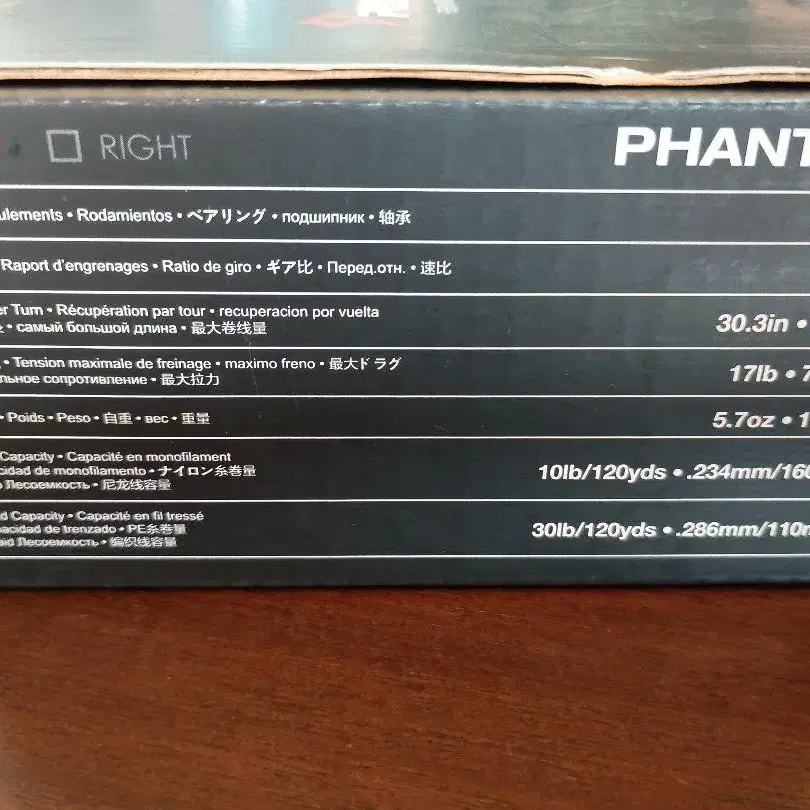 RIGHT
PHANT
ulements • Rodamientos • ベアリング • подшипник • 轴承
Raport d'engrenages • Ratio de giro • ギア比 • Перед.отн. • 速比
er Turn • Récupération par tour • recuperacion por vuelta
• самый большой длина • 最大卷线量
30.3in •
• Tension maximale de freinage • maximo freno • 最大ドラグ
льное сопротивление • 最大拉力
17lb • 7
• Poids • Peso • 自重 • вес • 重量
5.7oz • 1
Capacity • Capacité en monofilament
cidad de monofilamento • ナイロン糸巻量
Лесоемкость • 尼龙线容量
10lb/120yds • .234mm/160
d Capacity • Capacité en fil tressé
acidad de trenzado • PE糸巻量
aid Лесоемкость • 编织线容量
30lb/120yds • .286mm/110m